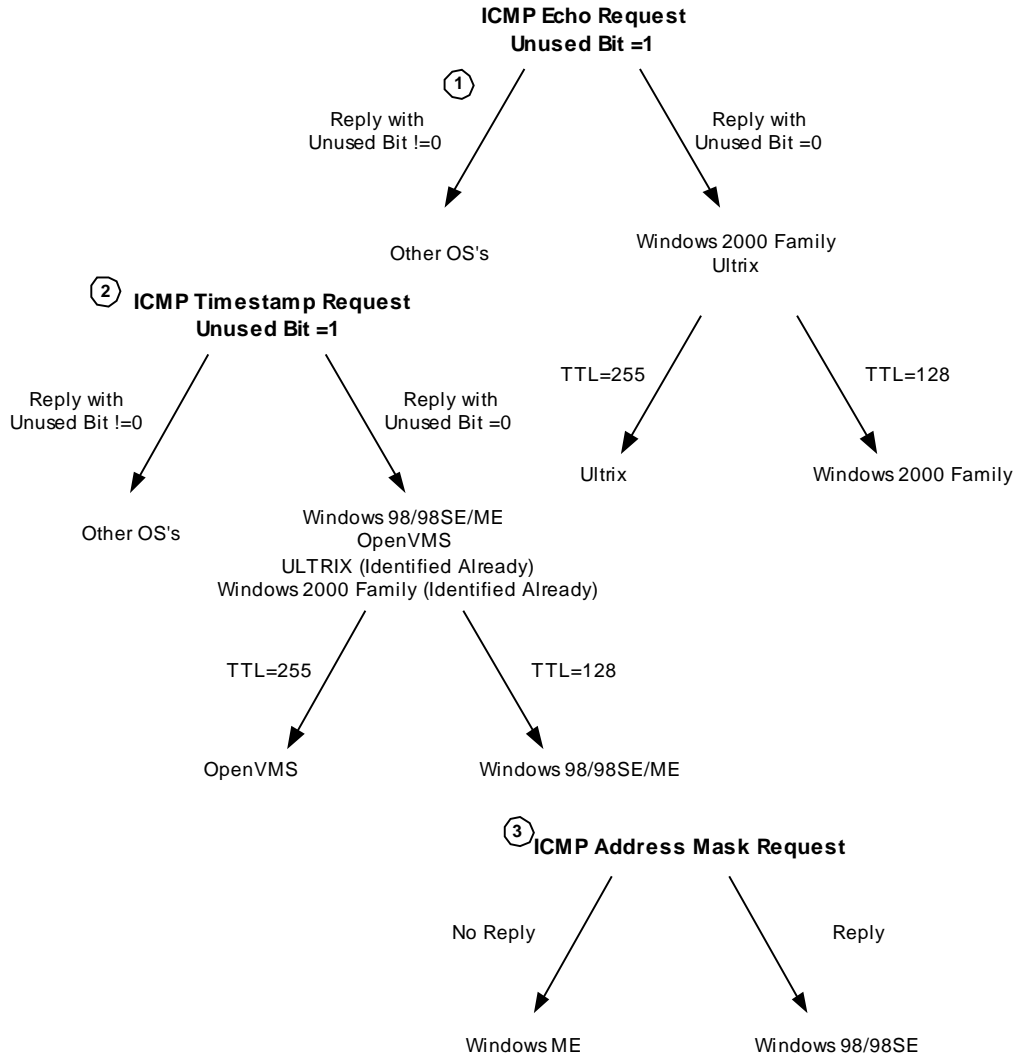 ICMP Echo Request
Unused Bit =1
1
Reply with
Unused Bit !=0
Reply with
Unused Bit =0
Other OS's
Windows 2000 Family
Ultrix
TTL=255
TTL=128
Ultrix
Windows 2000 Family
2
ICMP Timestamp Request
Unused Bit =1
Reply with
Unused Bit !=0
Reply with
Unused Bit =0
Other OS's
Windows 98/98SE/ME
OpenVMS
ULTRIX (Identified Already)
Windows 2000 Family (Identified Already)
TTL=255
TTL=128
OpenVMS
Windows 98/98SE/ME
3
ICMP Address Mask Request
No Reply
Reply
Windows ME
Windows 98/98SE